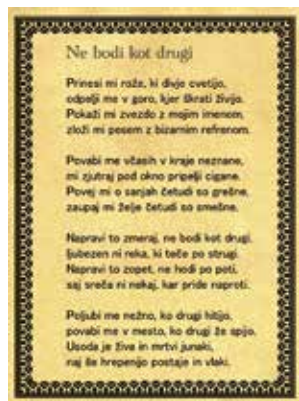 Ne bodi kot drugi
Prinesi mi rože, ki divje cvetijo,
odpelji me v goro, kjer škrati živijo.
Pokaži mi zvezdo z mojim imenom,
zloži mi pesem z bizarnim refrenom.
Povabi me včasih v kraje neznane,
mi zjutraj pod okno pripelji cigane.
Povej mi o sanjah četudi so grešne,
zaupaj mi želje četudi so smešne.
Napravi to zmeraj, ne bodi kot drugi,
ljubezen ni reka, ki teče po strugi.
Napravi to zopet, ne hodi po poti,
saj sreča ni nekaj, kar pride naproti.
Poljubi me nežno, ko drugi hitijo,
povabi me v mesto, ko drugi že spijo.
Usoda je živa in mrtvi junaki,
naj še hrepenijo postaje in vlaki.